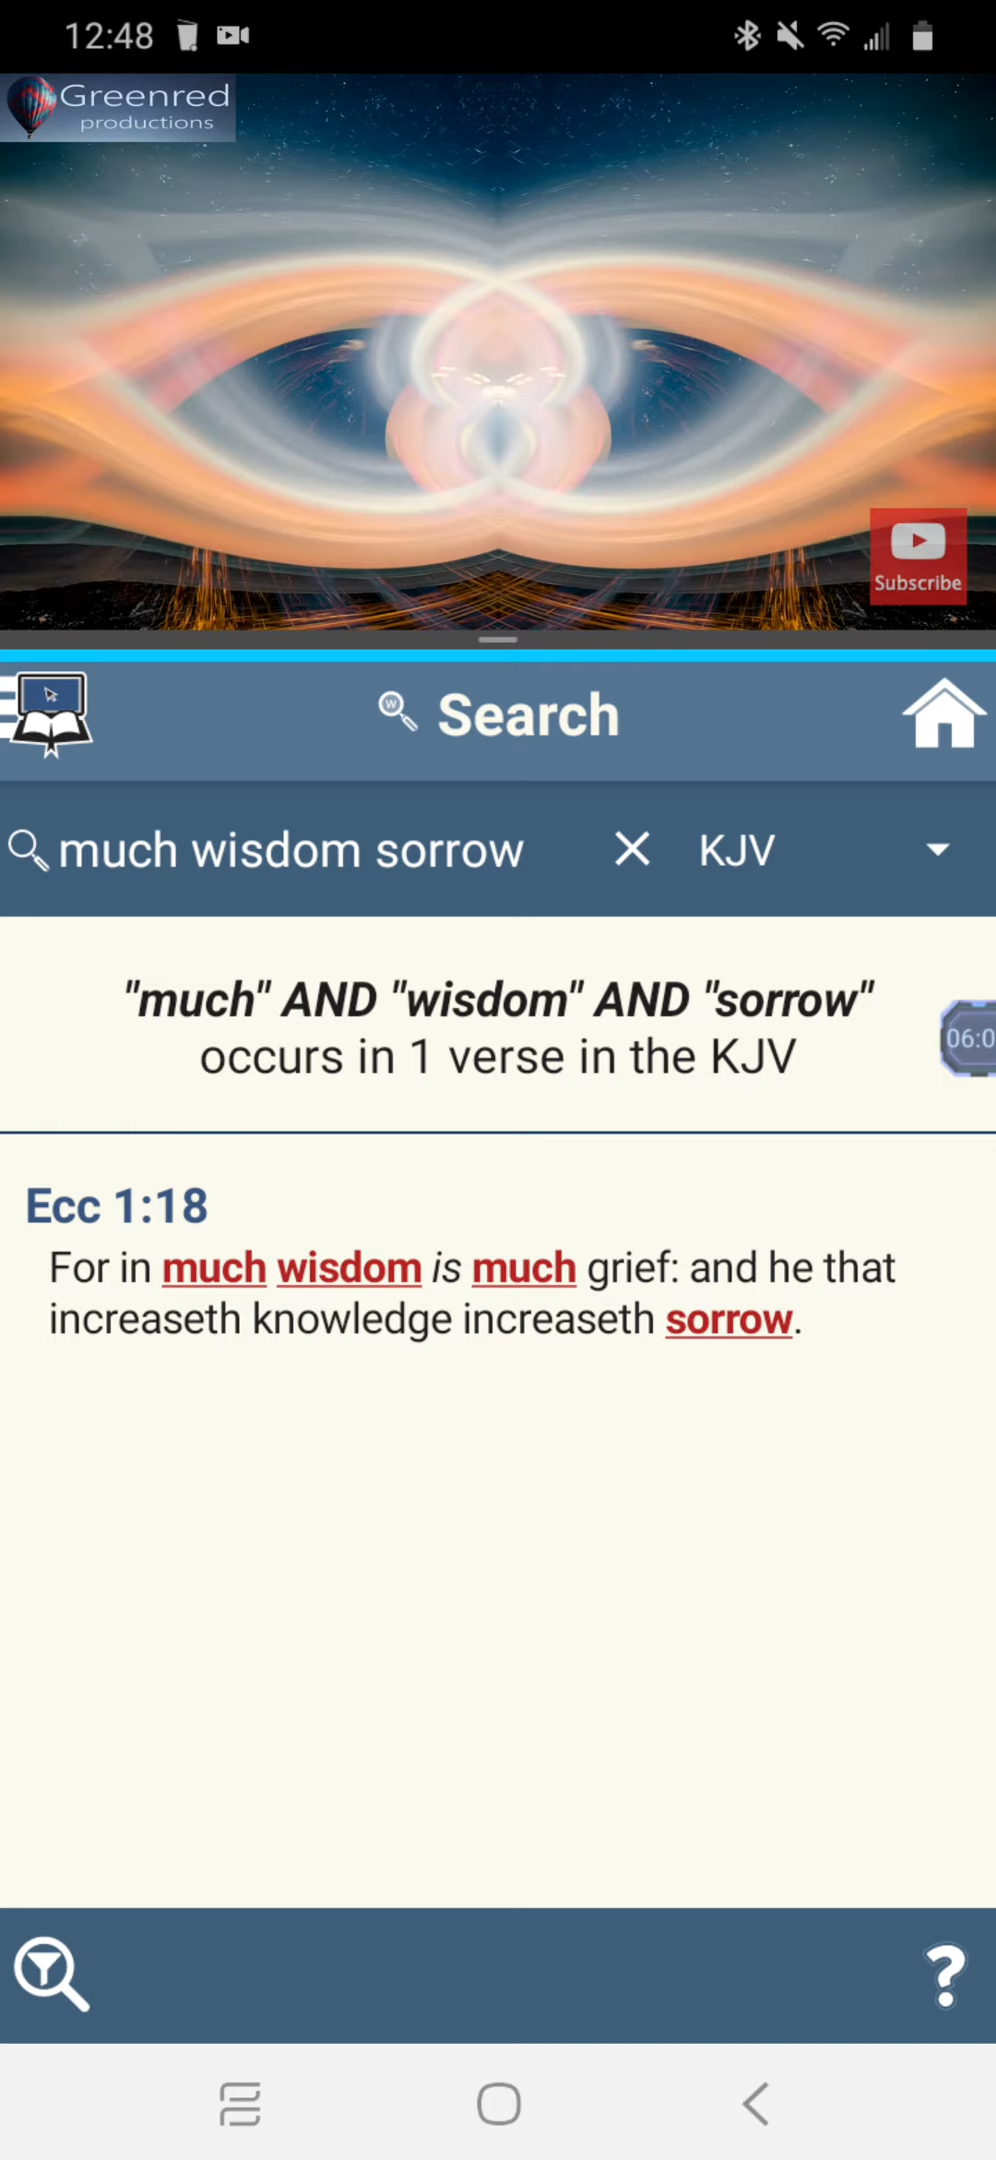 12:48
Greenred
productions
Subscribe
Search
much wisdom sorrow
KJV
"much" AND "wisdom" AND "sorrow"
occurs in 1 verse in the KJV
06:0
Ecc 1:18
For in much wisdom is much grief: and he that
increaseth knowledge increaseth sorrow.